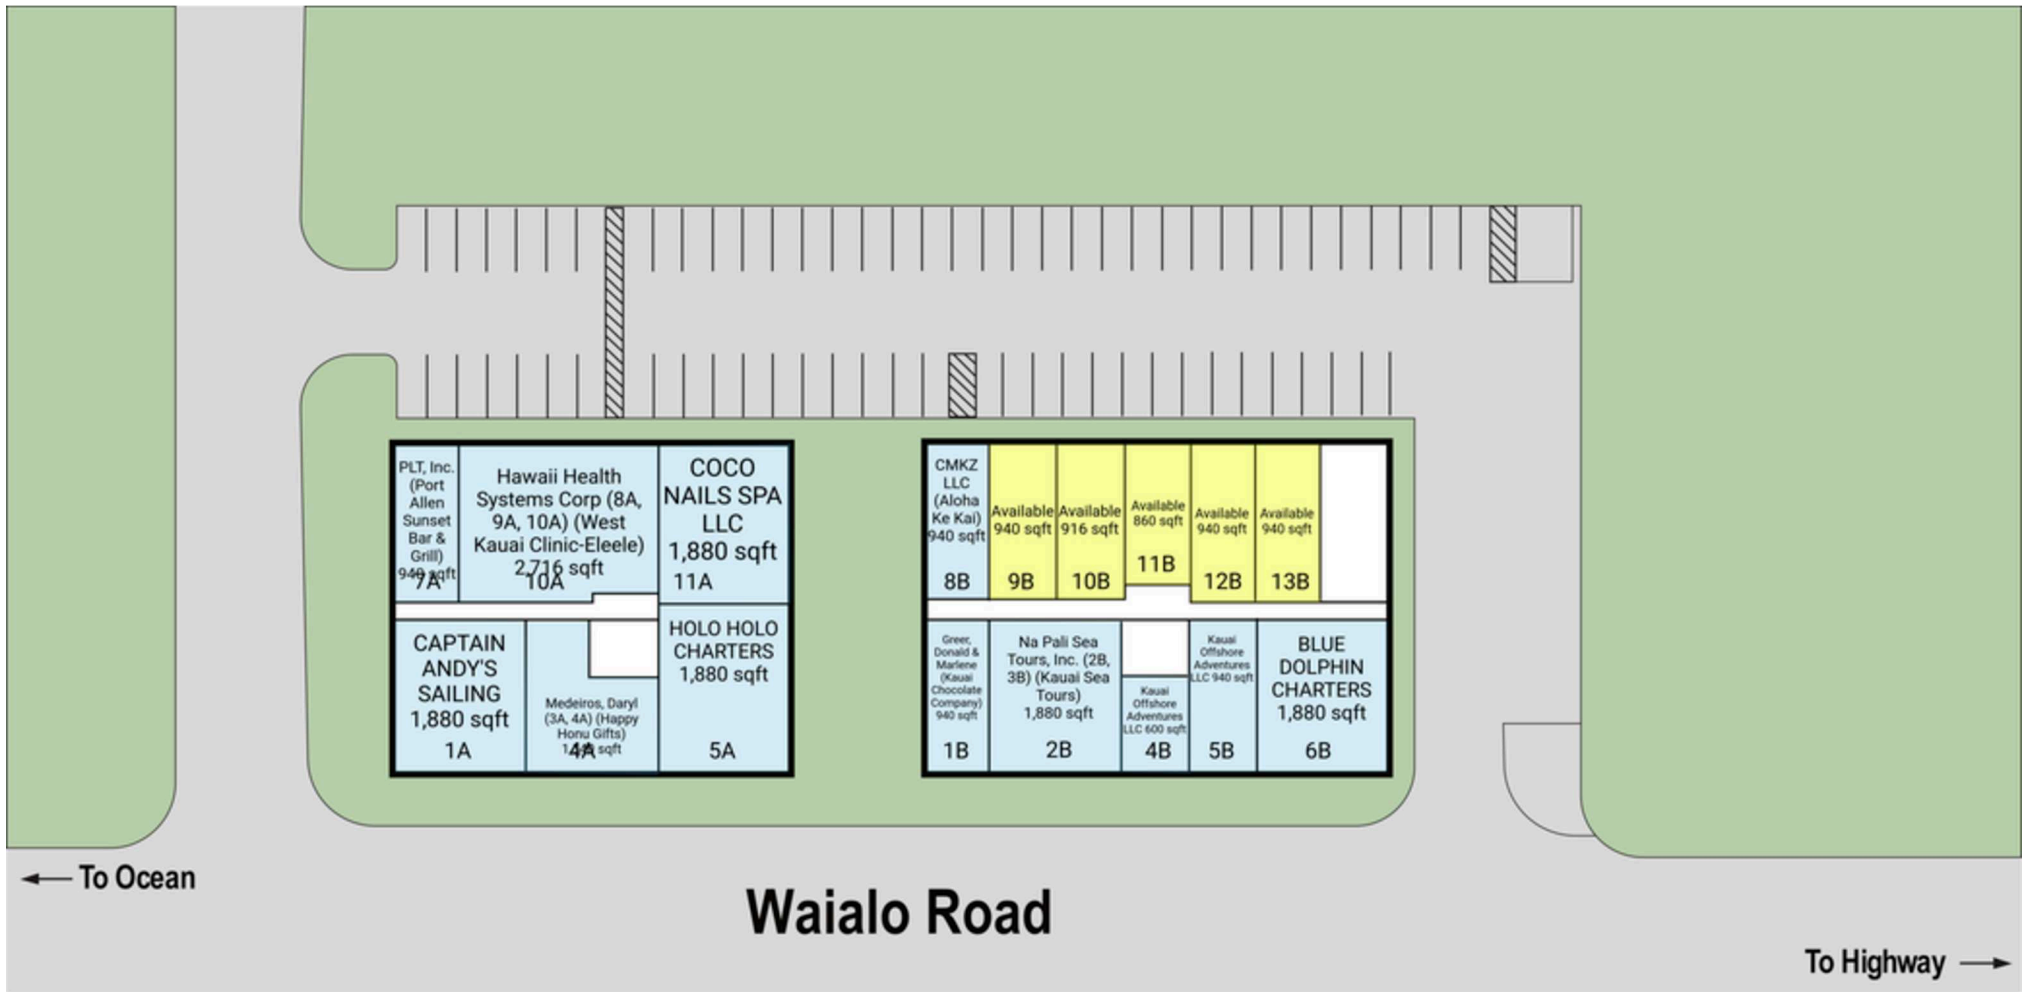 PLT, Inc.
(Port
Allen
Sunset
Bar &
Grill)
940 sqft
7A
Hawaii Health
Systems Corp (8A,
9A, 10A) (West
Kauai Clinic-Eleele)
2,716 sqft
10A
COCO
NAILS SPA
LLC
1,880 sqft
11A
CAPTAIN
ANDY'S
SAILING
1,880 sqft
1A
Medeiros, Daryl
(3A, 4A) (Happy
Honu Gifts)
sqft
4A
HOLO HOLO
CHARTERS
1,880 sqft
5A
CMKZ
LLC
(Aloha
Ke Kai)
940 sqft
8B
Available
940 sqft
9B
Available
916 sqft
10B
Available
860 sqft
11B
Available
940 sqft
12B
Available
940 sqft
13B
Greer,
Donald &
Marlene
(Kauai
Chocolate
Company)
940 sqft
1B
Na Pali Sea
Tours, Inc. (2B,
3B) (Kauai Sea
Tours)
1,880 sqft
2B
Kauai
Offshore
Adventures
LLC 600 sqft
4B
Kauai
Offshore
Adventures
LLC 940 sqft
5B
BLUE
DOLPHIN
CHARTERS
1,880 sqft
6B
To Ocean
Waialo Road
To Highway